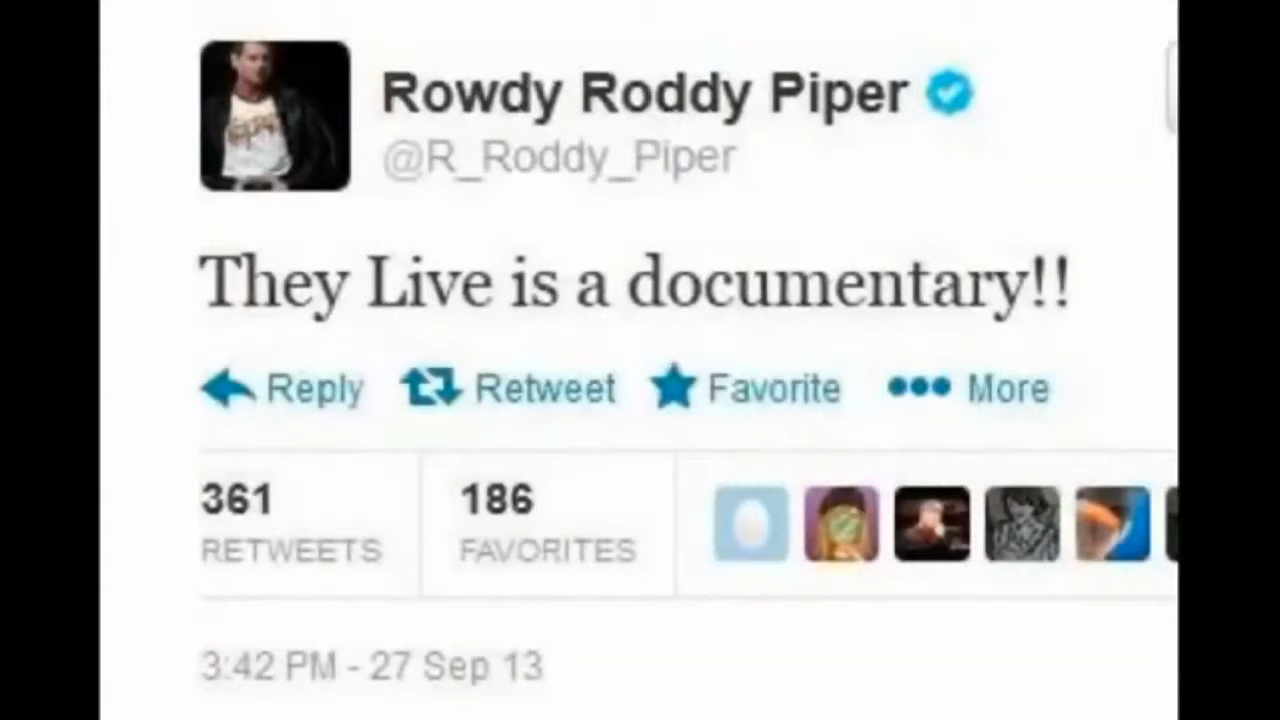 Rowdy Roddy Piper
@R_Roddy_Piper
They Live is a documentary!!
Reply Retweet Favorite More
361 186
RETWEETS FAVORITES
3:42 PM - 27 Sep 13